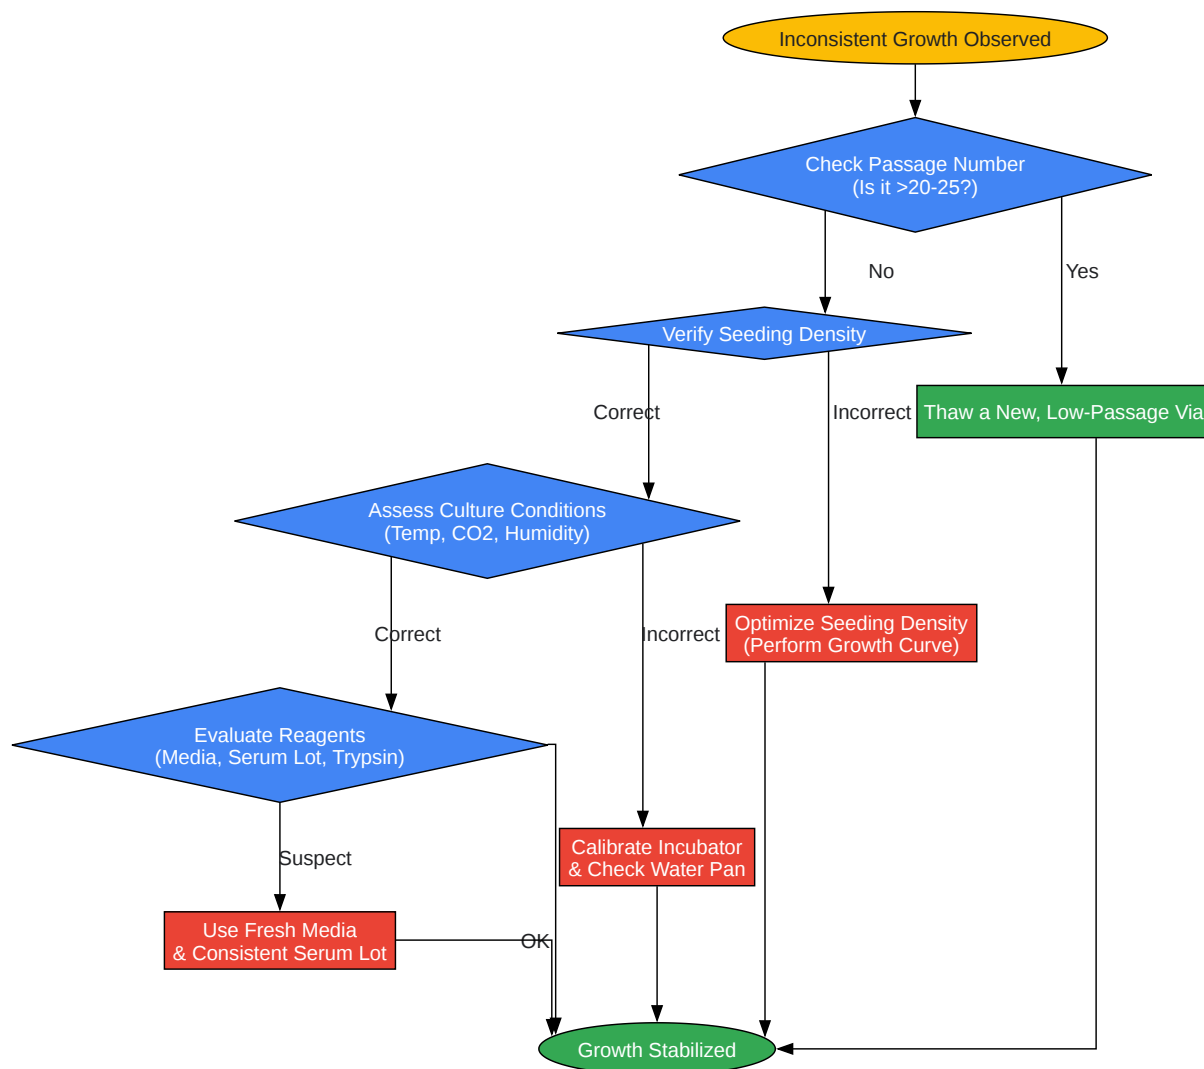 Inconsistent Growth Observed
Check Passage Number
(Is it >20-25?)
No
Yes
Verify Seeding Density
Correct
Incorrect
Thaw a New, Low-Passage Via
Assess Culture Conditions
(Temp, CO2, Humidity)
Correct
Incorrect
Optimize Seeding Density
(Perform Growth Curve)
Evaluate Reagents
(Media, Serum Lot, Trypsin)
Suspect
Calibrate Incubator
& Check Water Pan
Use Fresh Media
& Consistent Serum Lot
OK
Growth Stabilized